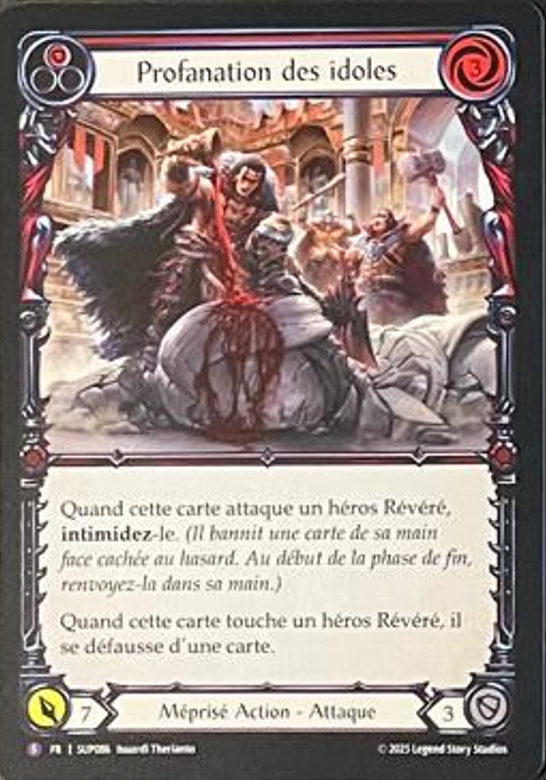 3
Profanation des idoles
Quand cette carte attaque un héros Révéré,
intimidez-le. (Il bannit une carte de sa main
face cachée au hasard. Au début de la phase de fin,
renvoyez-la dans sa main.)
Quand cette carte touche un héros Révéré, il
se défausse d'une carte.
7 Méprisé Action - Attaque 3
S FR | SUP086 Isuardi Therianto © 2025 Legend Story Studios